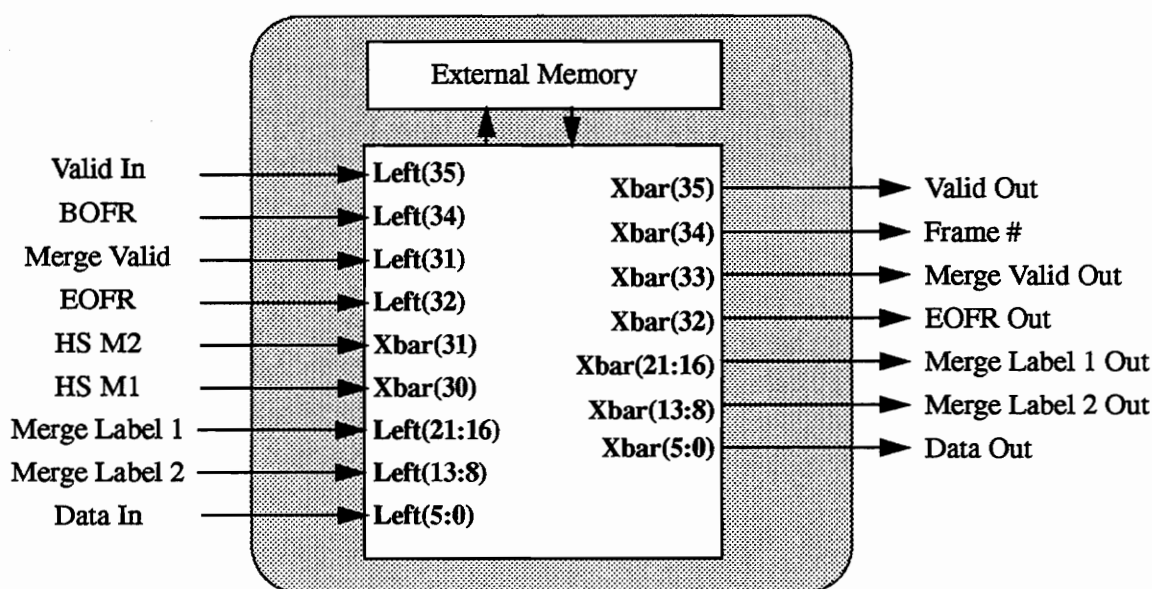 External Memory
Valid In
BOFR
Merge Valid
EOFR
HS M2
HS M1
Merge Label 1
Merge Label 2
Data In
Left(35)
Left(34)
Left(31)
Left(32)
Xbar(31)
Xbar(30)
Left(21:16)
Left(13:8)
Left(5:0)
Xbar(35)
Xbar(34)
Xbar(33)
Xbar(32)
Xbar(21:16)
Xbar(13:8)
Xbar(5:0)
Valid Out
Frame #
Merge Valid Out
EOFR Out
Merge Label 1 Out
Merge Label 2 Out
Data Out